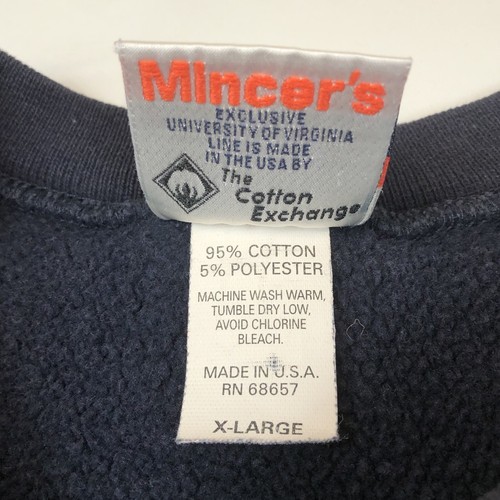 Mincer's
EXCLUSIVE
UNIVERSITY OF VIRGINIA
LINE IS MADE
IN THE USA BY
The
Cotton
Exchange
95% COTTON
5% POLYESTER
MACHINE WASH WARM,
TUMBLE DRY LOW,
AVOID CHLORINE
BLEACH.
MADE IN U.S.A.
RN 68657
X-LARGE